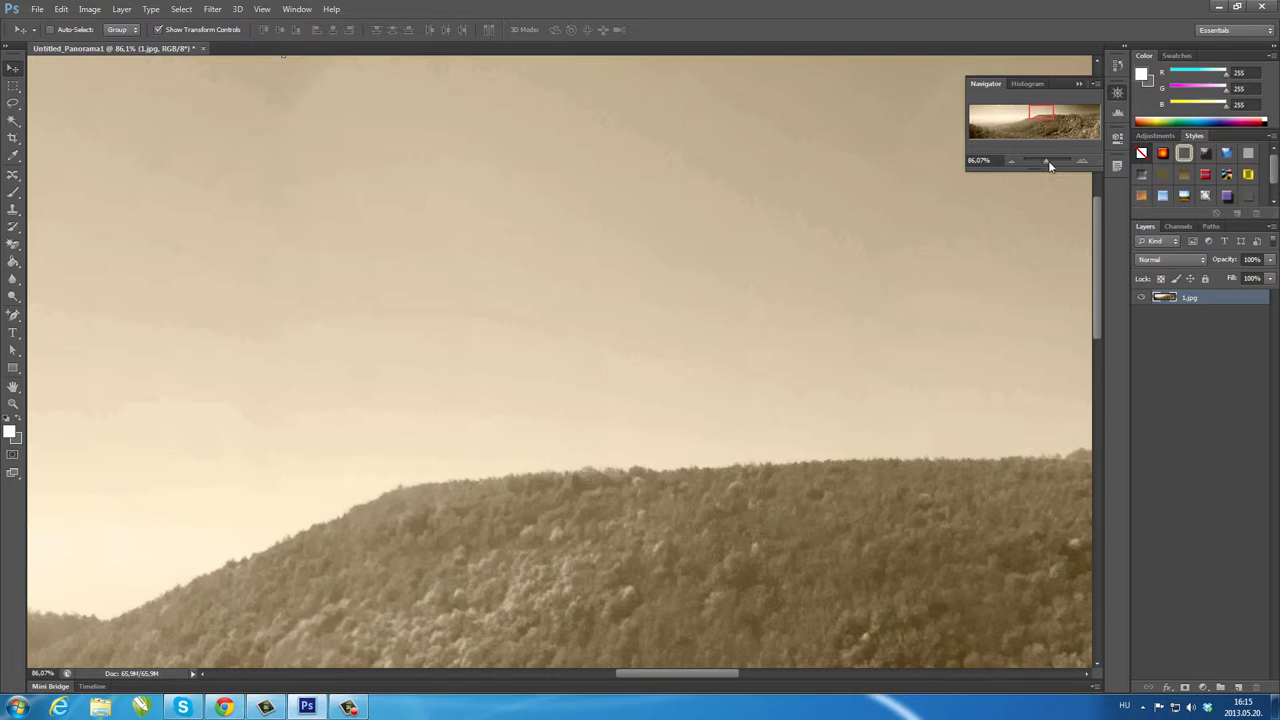 Ps File Edit Image Layer Type Select Filter 3D View Window Help
Auto-Select: Group Show Transform Controls 3D Mode: Essentials
Untitled_Panorama1 @ 86,1% (1.jpg, RGB/8*) * ×
Color Swatches
R 255
G 255
B 255
Navigator Histogram
86,07%
Adjustments Styles
Layers Channels Paths
Kind
Normal Opacity: 100%
Lock: Fill: 100%
1.jpg
86,07% Doc: 65,9M/65,9M
Mini Bridge Timeline
HU 16:15
2013.05.20.